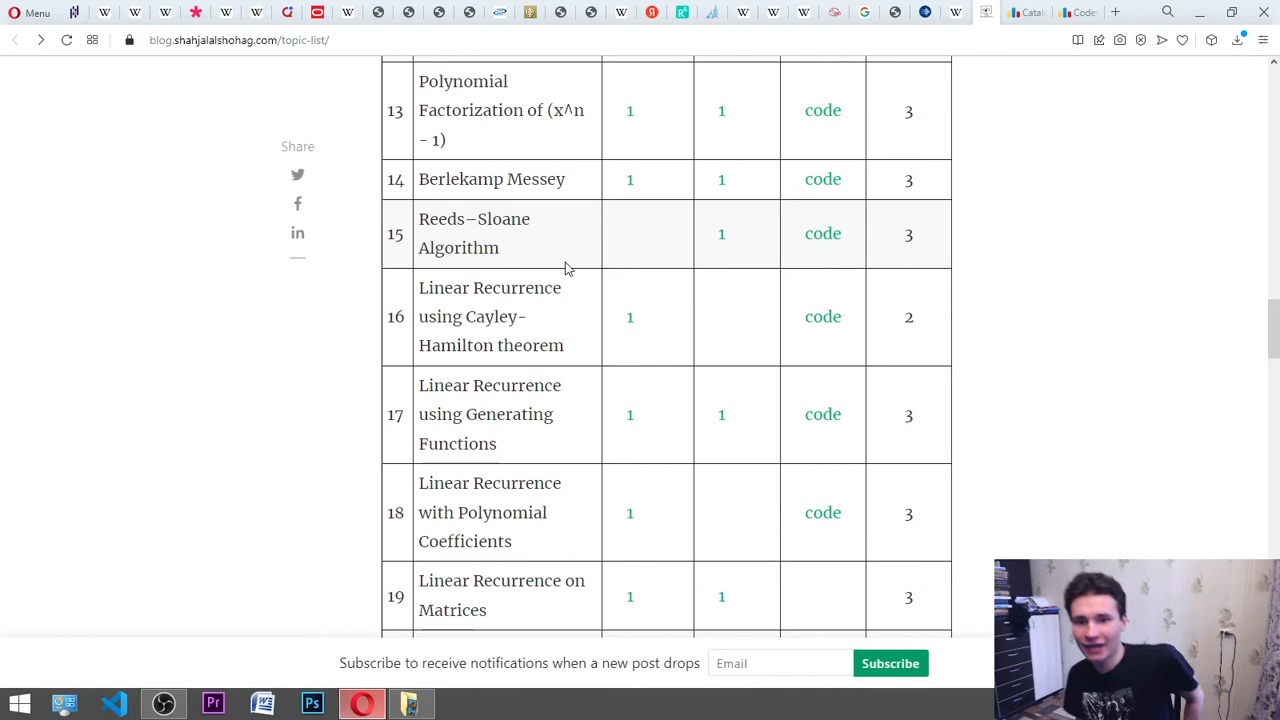 Menu
Catal
Codef
blog.shahjalalshohag.com/topic-list/
Share
13 Polynomial Factorization of (x^n - 1) 1 1 code 3
14 Berlekamp Messey 1 1 code 3
15 Reeds–Sloane Algorithm 1 code 3
16 Linear Recurrence using Cayley-Hamilton theorem 1 code 2
17 Linear Recurrence using Generating Functions 1 1 code 3
18 Linear Recurrence with Polynomial Coefficients 1 code 3
19 Linear Recurrence on Matrices 1 1 3
Subscribe to receive notifications when a new post drops Email Subscribe